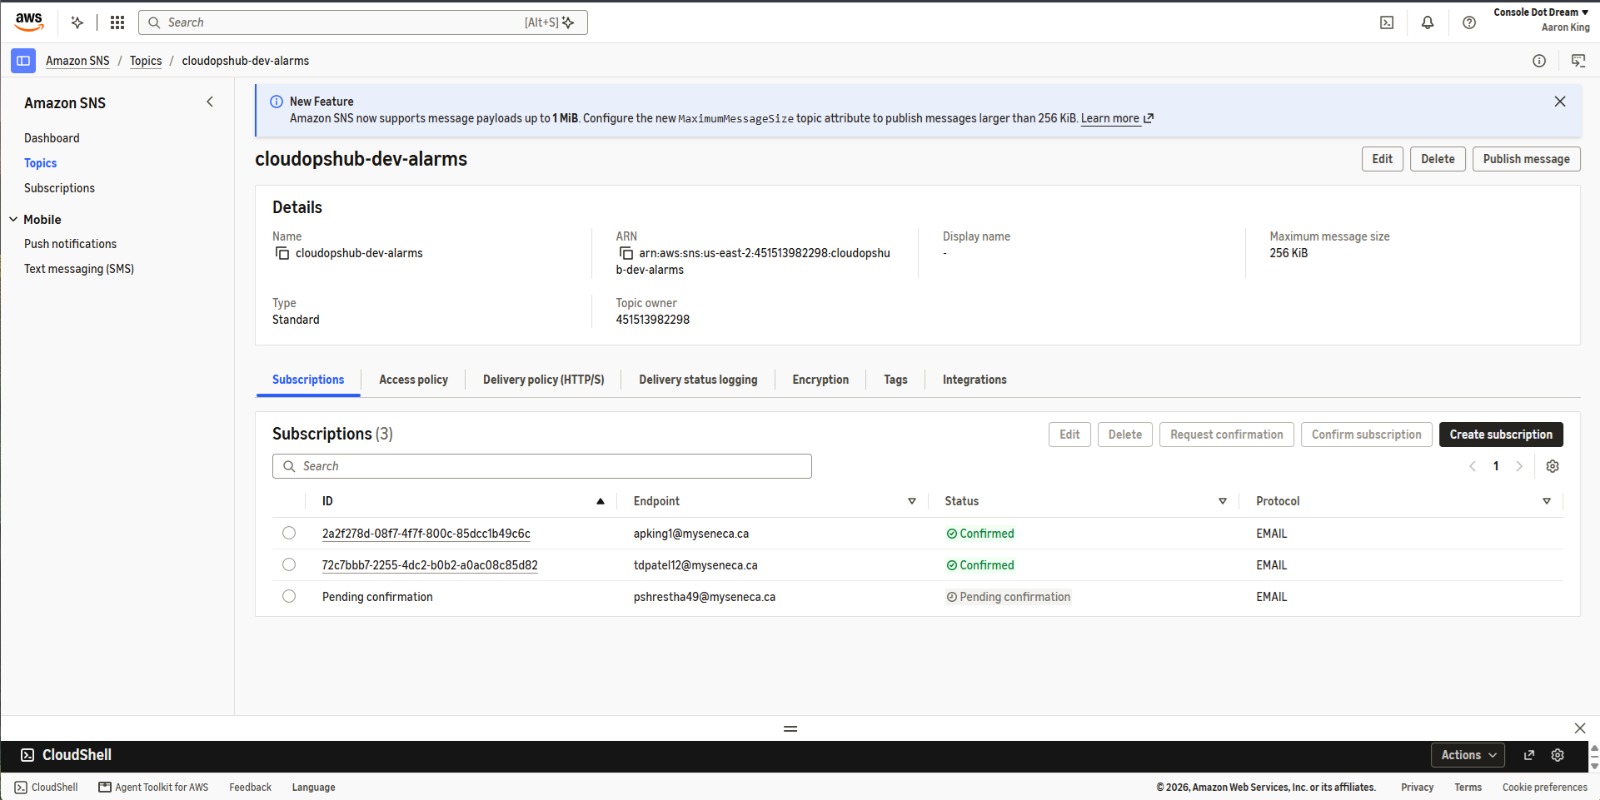 aws
Search
[Alt+S]
Console Dot Dream
Aaron King
Amazon SNS / Topics / cloudopshub-dev-alarms
Amazon SNS
Dashboard
Topics
Subscriptions
Mobile
Push notifications
Text messaging (SMS)
New Feature
Amazon SNS now supports message payloads up to 1 MiB. Configure the new MaximumMessageSize topic attribute to publish messages larger than 256 KiB. Learn more
cloudopshub-dev-alarms
Edit
Delete
Publish message
Details
Name
cloudopshub-dev-alarms
ARN
arn:aws:sns:us-east-2:451513982298:cloudopshu
b-dev-alarms
Display name
-
Maximum message size
256 KiB
Type
Standard
Topic owner
451513982298
Subscriptions
Access policy
Delivery policy (HTTP/S)
Delivery status logging
Encryption
Tags
Integrations
Subscriptions (3)
Edit
Delete
Request confirmation
Confirm subscription
Create subscription
Search
1
ID Endpoint Status Protocol
2a2f278d-08f7-4f7f-800c-85dcc1b49c6c apking1@myseneca.ca Confirmed EMAIL
72c7bbb7-2255-4dc2-b0b2-a0ac08c85d82 tdpatel12@myseneca.ca Confirmed EMAIL
Pending confirmation pshrestha49@myseneca.ca Pending confirmation EMAIL
CloudShell
Actions
CloudShell
Agent Toolkit for AWS
Feedback
Language
© 2026, Amazon Web Services, Inc. or its affiliates.
Privacy
Terms
Cookie preferences